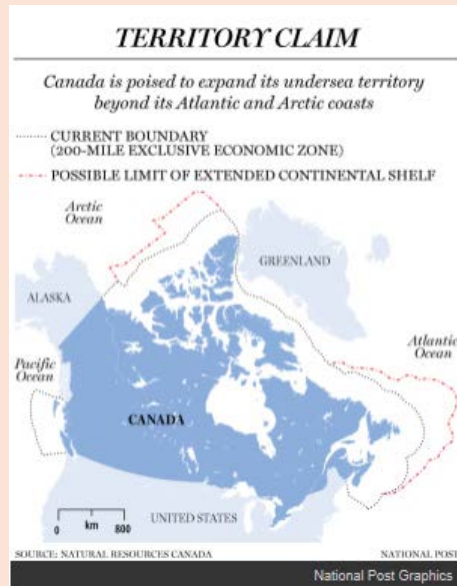 TERRITORY CLAIM
Canada is poised to expand its undersea territory
beyond its Atlantic and Arctic coasts
CURRENT BOUNDARY
(200-MILE EXCLUSIVE ECONOMIC ZONE)
POSSIBLE LIMIT OF EXTENDED CONTINENTAL SHELF
Arctic
Ocean
GREENLAND
ALASKA
Atlantic
Ocean
Pacific
Ocean
CANADA
UNITED STATES
0 km 800
SOURCE: NATURAL RESOURCES CANADA
NATIONAL POST
National Post Graphics